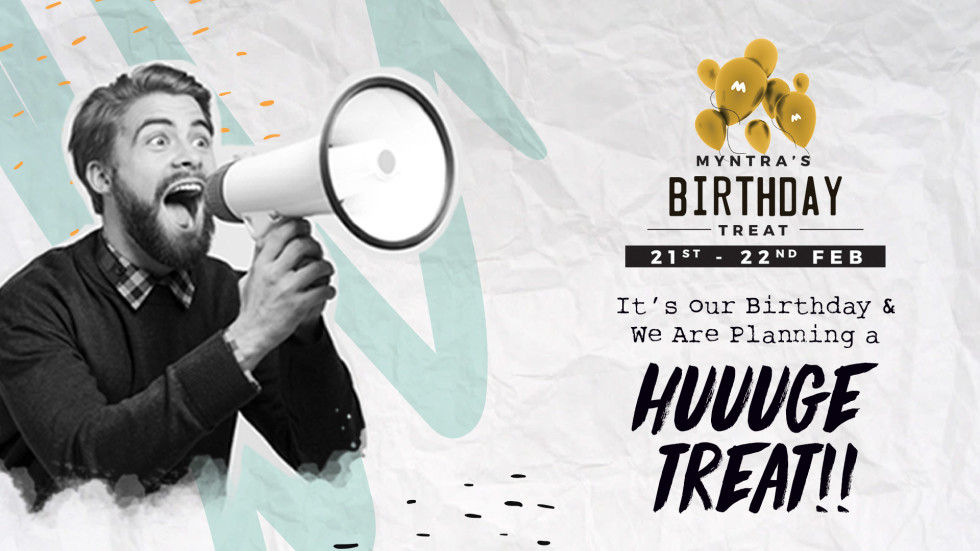 M
M
MYNTRA'S
BIRTHDAY
TREAT
21ST - 22ND FEB
It's our Birthday &
We Are Planning a
HUUUGE
TREAT!!